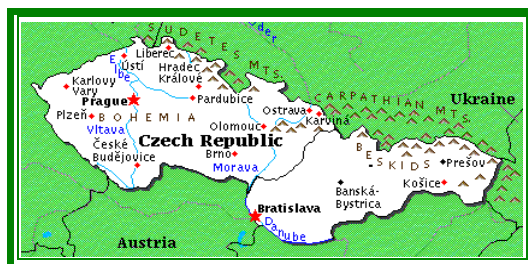 SUDETES MTS.
der
Liberec
Elbe
Ústí
Hradec
Králové
Karlovy
Vary
Prague
Pardubice
Ostrava
Karviná
CARPATHIAN MTS.
Ukraine
Plzeň
BOHEMIA
Vltava
Olomouc
Czech Republic
České
Budějovice
Brno
Morava
BESKIDS
Prešov
Košice
Banská-
Bystrica
Bratislava
Danube
Austria